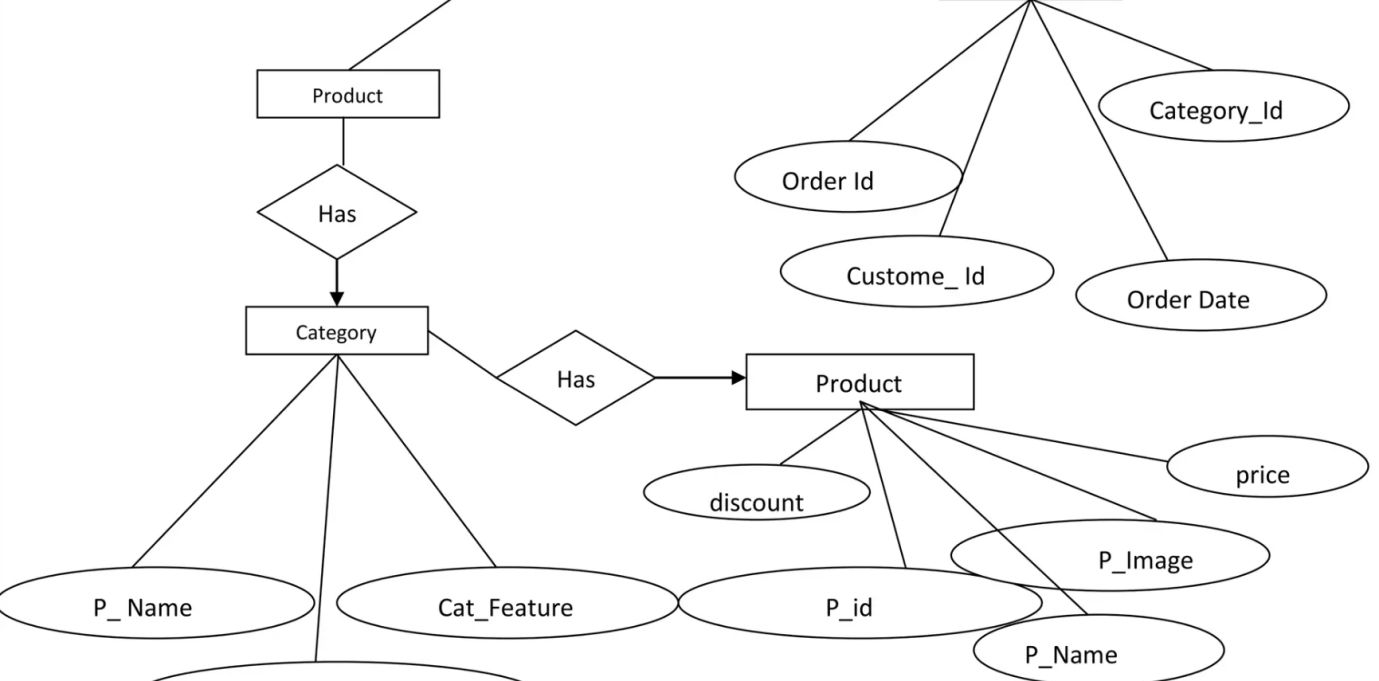 Product
Category_Id
Order Id
Has
Custome_ Id
Order Date
Category
Has
Product
price
discount
P_Image
P_ Name
Cat_Feature
P_id
P_Name